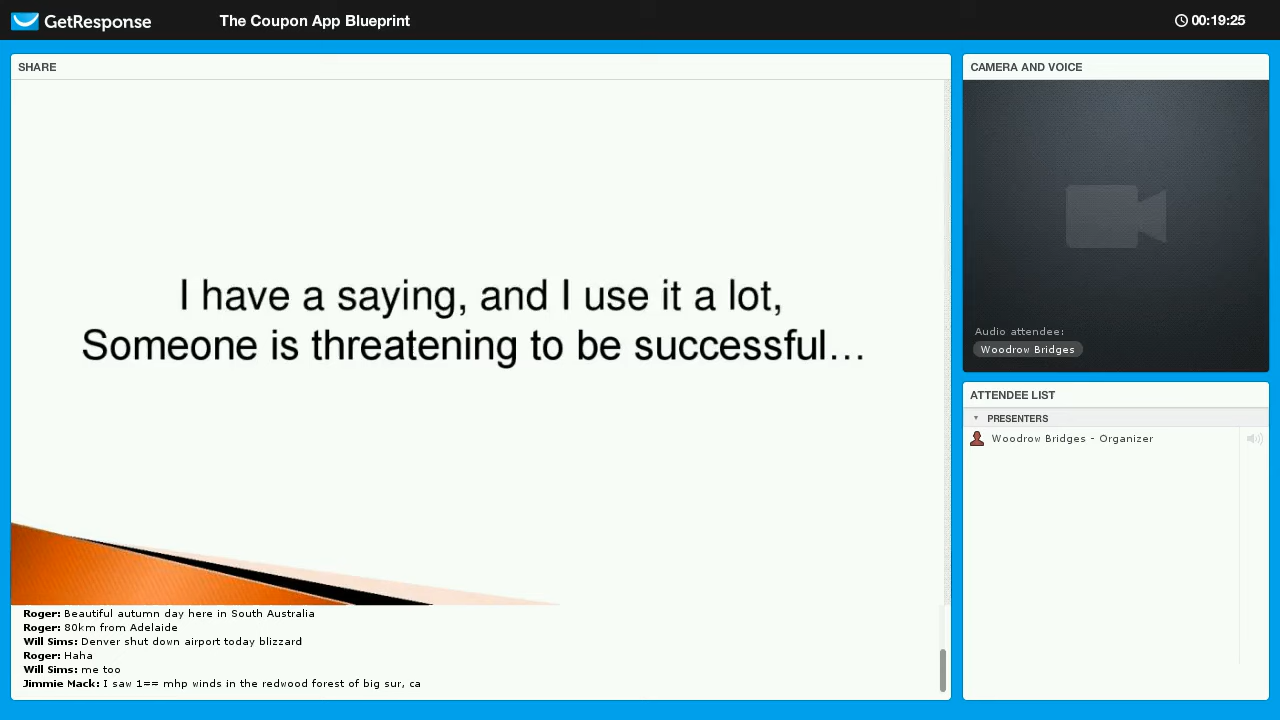 GetResponse The Coupon App Blueprint 00:19:25
SHARE
I have a saying, and I use it a lot,
Someone is threatening to be successful…
Roger: Beautiful autumn day here in South Australia
Roger: 80km from Adelaide
Will Sims: Denver shut down airport today blizzard
Roger: Haha
Will Sims: me too
Jimmie Mack: I saw 1== mhp winds in the redwood forest of big sur, ca
CAMERA AND VOICE
Audio attendee:
Woodrow Bridges
ATTENDEE LIST
PRESENTERS
Woodrow Bridges - Organizer